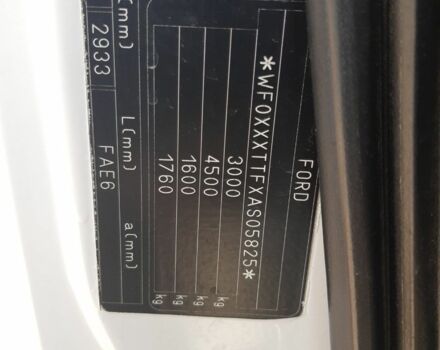 FORD
*WF0XXXTTFXAS05825*
3000 kg
4500 kg
1600 kg
1760 kg
(mm) L(mm) a(mm)
2933 FAE6